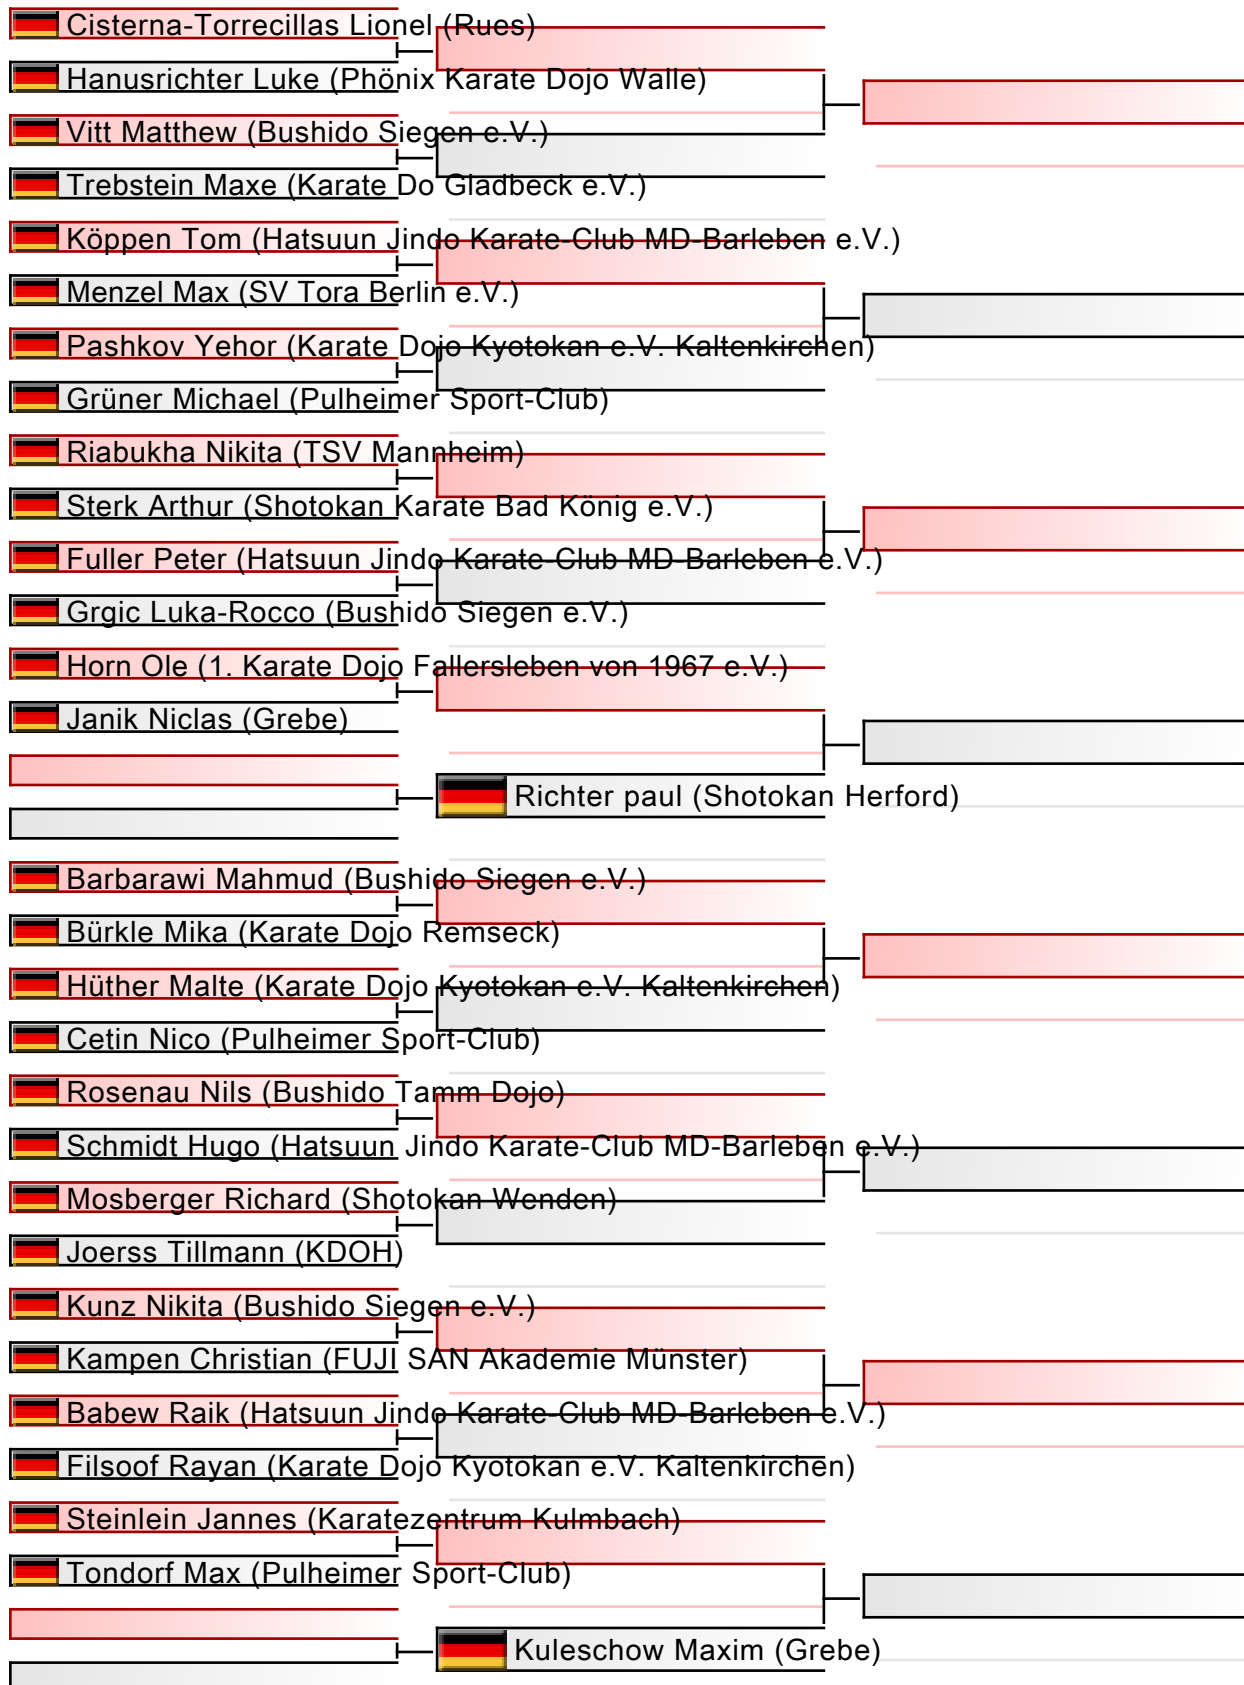 Cisterna-Torrecillas Lionel (Rues)
Hanusrichter Luke (Phönix Karate Dojo Walle)
Vitt Matthew (Bushido Siegen e.V.)
Trebstein Maxe (Karate Do Gladbeck e.V.)
Köppen Tom (Hatsuun Jindo Karate-Club MD-Barleben e.V.)
Menzel Max (SV Tora Berlin e.V.)
Pashkov Yehor (Karate Dojo Kyotokan e.V. Kaltenkirchen)
Grüner Michael (Pulheimer Sport-Club)
Riabukha Nikita (TSV Mannheim)
Sterk Arthur (Shotokan Karate Bad König e.V.)
Fuller Peter (Hatsuun Jindo Karate-Club MD-Barleben e.V.)
Grgic Luka-Rocco (Bushido Siegen e.V.)
Horn Ole (1. Karate Dojo Fallersleben von 1967 e.V.)
Janik Niclas (Grebe)
Richter paul (Shotokan Herford)
Barbarawi Mahmud (Bushido Siegen e.V.)
Bürkle Mika (Karate Dojo Remseck)
Hüther Malte (Karate Dojo Kyotokan e.V. Kaltenkirchen)
Cetin Nico (Pulheimer Sport-Club)
Rosenau Nils (Bushido Tamm Dojo)
Schmidt Hugo (Hatsuun Jindo Karate-Club MD-Barleben e.V.)
Mosberger Richard (Shotokan Wenden)
Joerss Tillmann (KDOH)
Kunz Nikita (Bushido Siegen e.V.)
Kampen Christian (FUJI SAN Akademie Münster)
Babew Raik (Hatsuun Jindo Karate-Club MD-Barleben e.V.)
Filsoof Rayan (Karate Dojo Kyotokan e.V. Kaltenkirchen)
Steinlein Jannes (Karatezentrum Kulmbach)
Tondorf Max (Pulheimer Sport-Club)
Kuleschow Maxim (Grebe)